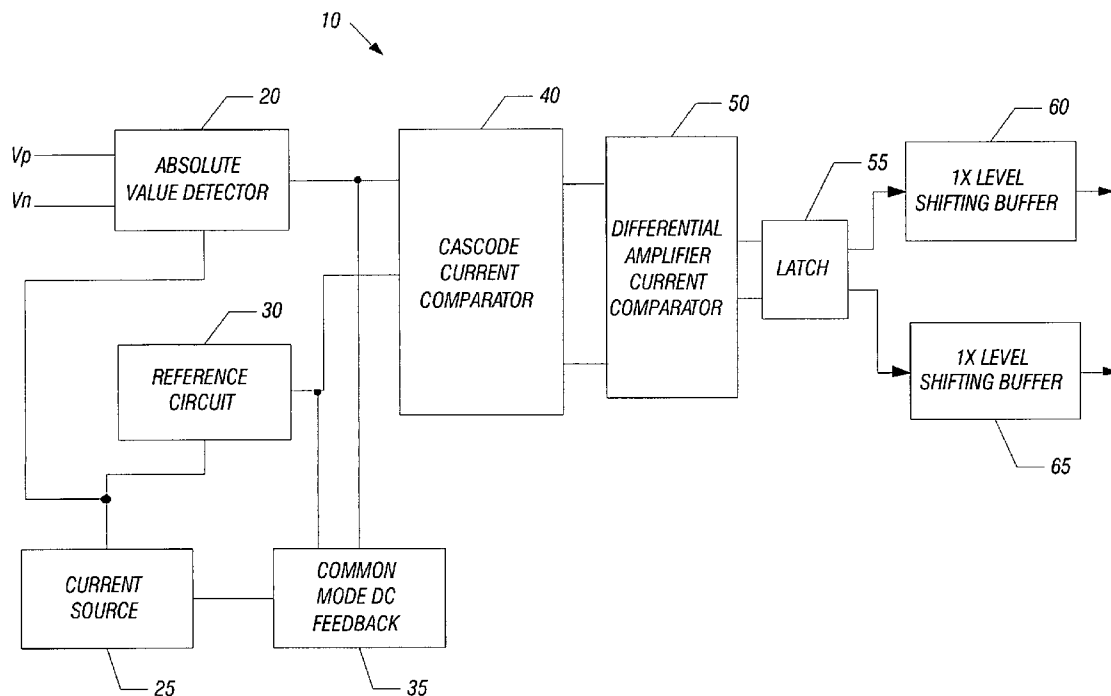 10
20
Vp
Vn
ABSOLUTE
VALUE DETECTOR
40
CASCODE
CURRENT
COMPARATOR
50
DIFFERENTIAL
AMPLIFIER
CURRENT
COMPARATOR
55
LATCH
60
1X LEVEL
SHIFTING BUFFER
30
REFERENCE
CIRCUIT
1X LEVEL
SHIFTING BUFFER
65
CURRENT
SOURCE
25
COMMON
MODE DC
FEEDBACK
35